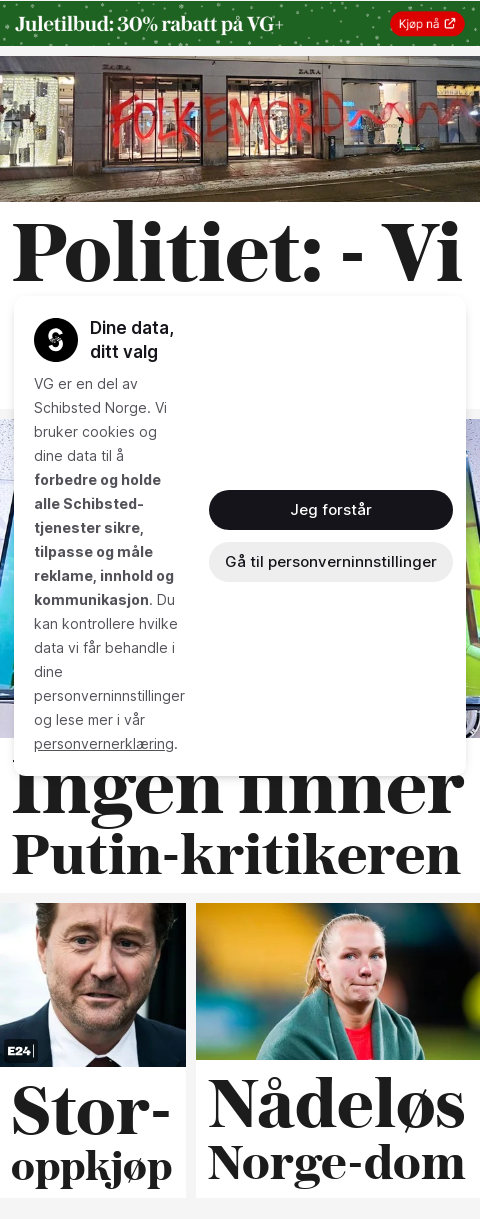 Juletilbud: 30% rabatt på VG+
Kjøp nå
ZARA
ZARA
FOLKEMORD
Politiet: - Vi
Dine data,
ditt valg
VG er en del av
Schibsted Norge. Vi
bruker cookies og
dine data til å
forbedre og holde
alle Schibsted-
tjenester sikre,
tilpasse og måle
reklame, innhold og
kommunikasjon. Du
kan kontrollere hvilke
data vi får behandle i
dine
personverninnstillinger
og lese mer i vår
personvernerklæring.
Jeg forstår
Gå til personverninnstillinger
Ingen finner
Putin-kritikeren
E24
Stor-
oppkjøp
Nådeløs
Norge-dom